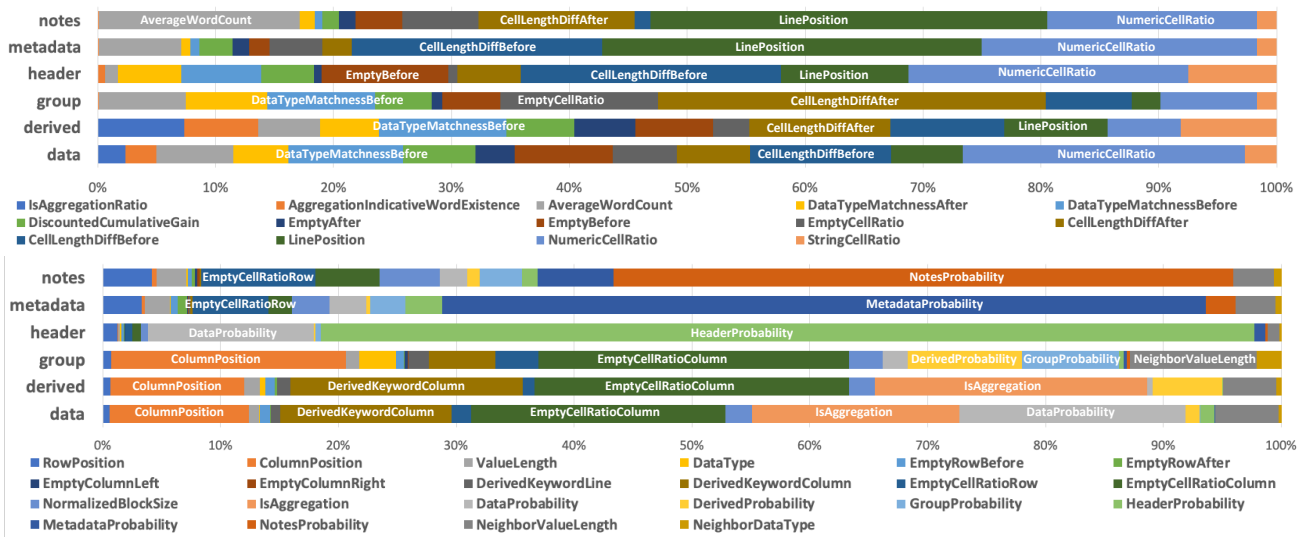 notes AverageWordCount CellLengthDiffAfter LinePosition NumericCellRatio
metadata CellLengthDiffBefore LinePosition NumericCellRatio
header EmptyBefore CellLengthDiffBefore LinePosition NumericCellRatio
group DataTypeMatchnessBefore EmptyCellRatio CellLengthDiffAfter
derived DataTypeMatchnessBefore CellLengthDiffAfter LinePosition
data DataTypeMatchnessBefore CellLengthDiffBefore NumericCellRatio
0% 10% 20% 30% 40% 50% 60% 70% 80% 90% 100%
IsAggregationRatio AggregationIndicativeWordExistence AverageWordCount DataTypeMatchnessAfter DataTypeMatchnessBefore
DiscountedCumulativeGain EmptyAfter EmptyBefore EmptyCellRatio CellLengthDiffAfter
CellLengthDiffBefore LinePosition NumericCellRatio StringCellRatio
notes EmptyCellRatioRow NotesProbability
metadata EmptyCellRatioRow MetadataProbability
header DataProbability HeaderProbability
group ColumnPosition EmptyCellRatioColumn DerivedProbability GroupProbability NeighborValueLength
derived ColumnPosition DerivedKeywordColumn EmptyCellRatioColumn IsAggregation
data ColumnPosition DerivedKeywordColumn EmptyCellRatioColumn IsAggregation DataProbability
0% 10% 20% 30% 40% 50% 60% 70% 80% 90% 100%
RowPosition ColumnPosition ValueLength DataType EmptyRowBefore EmptyRowAfter
EmptyColumnLeft EmptyColumnRight DerivedKeywordLine DerivedKeywordColumn EmptyCellRatioRow EmptyCellRatioColumn
NormalizedBlockSize IsAggregation DataProbability DerivedProbability GroupProbability HeaderProbability
MetadataProbability NotesProbability NeighborValueLength NeighborDataType